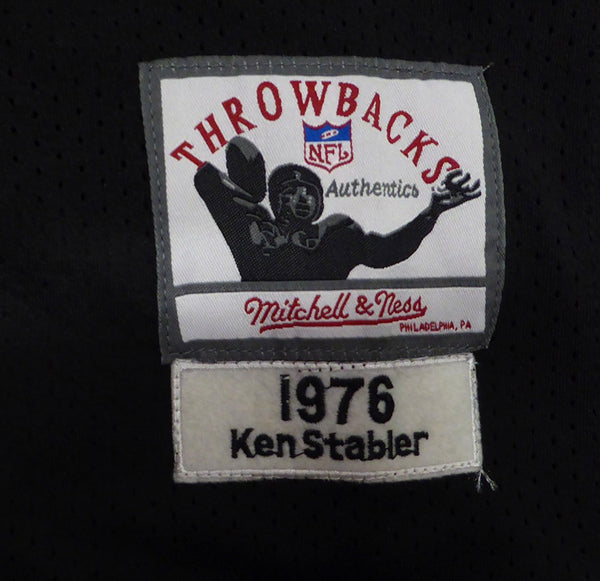 THROWBACKS
NFL
Authentics
Mitchell & Ness
PHILADELPHIA, PA
1976
Ken Stabler